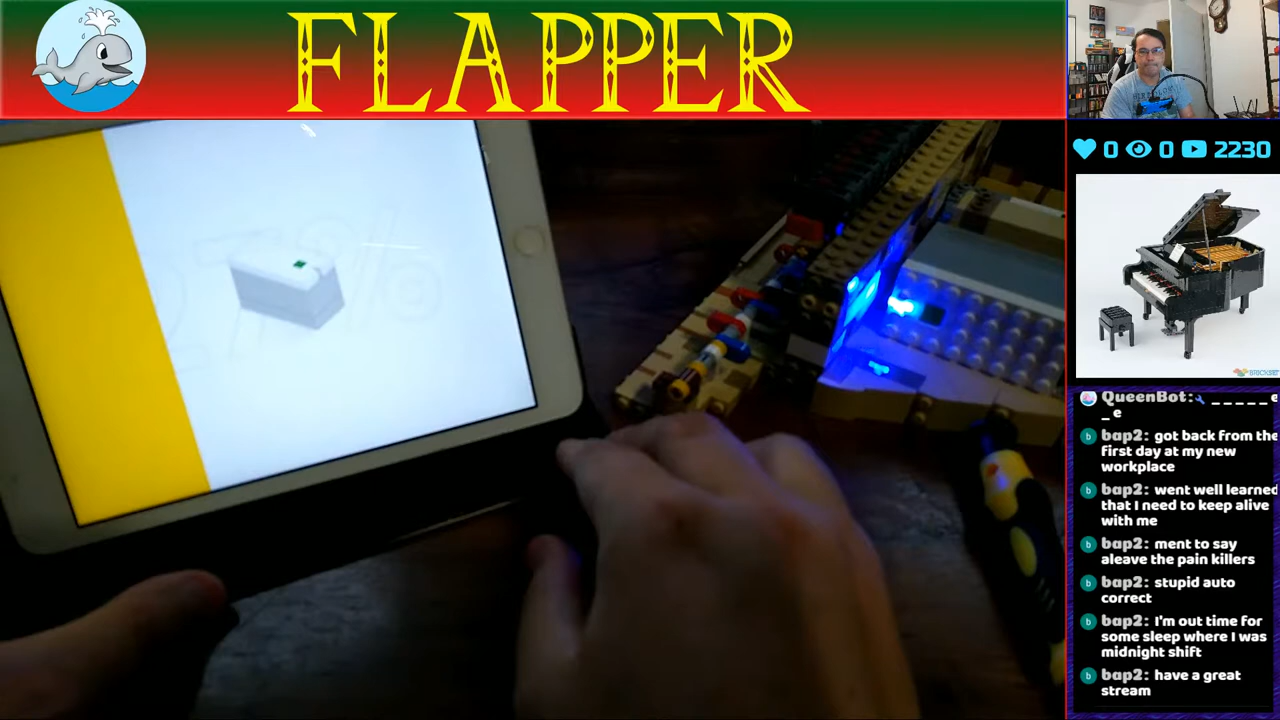 FLAPPER
0 0 2230
BRICKSET
QueenBot: _ _ _ _ _ e
_ e
bap2: got back from the
first day at my new
workplace
bap2: went well learned
that I need to keep alive
with me
bap2: ment to say
aleave the pain killers
bap2: stupid auto
correct
bap2: I'm out time for
some sleep where I was
midnight shift
bap2: have a great
stream